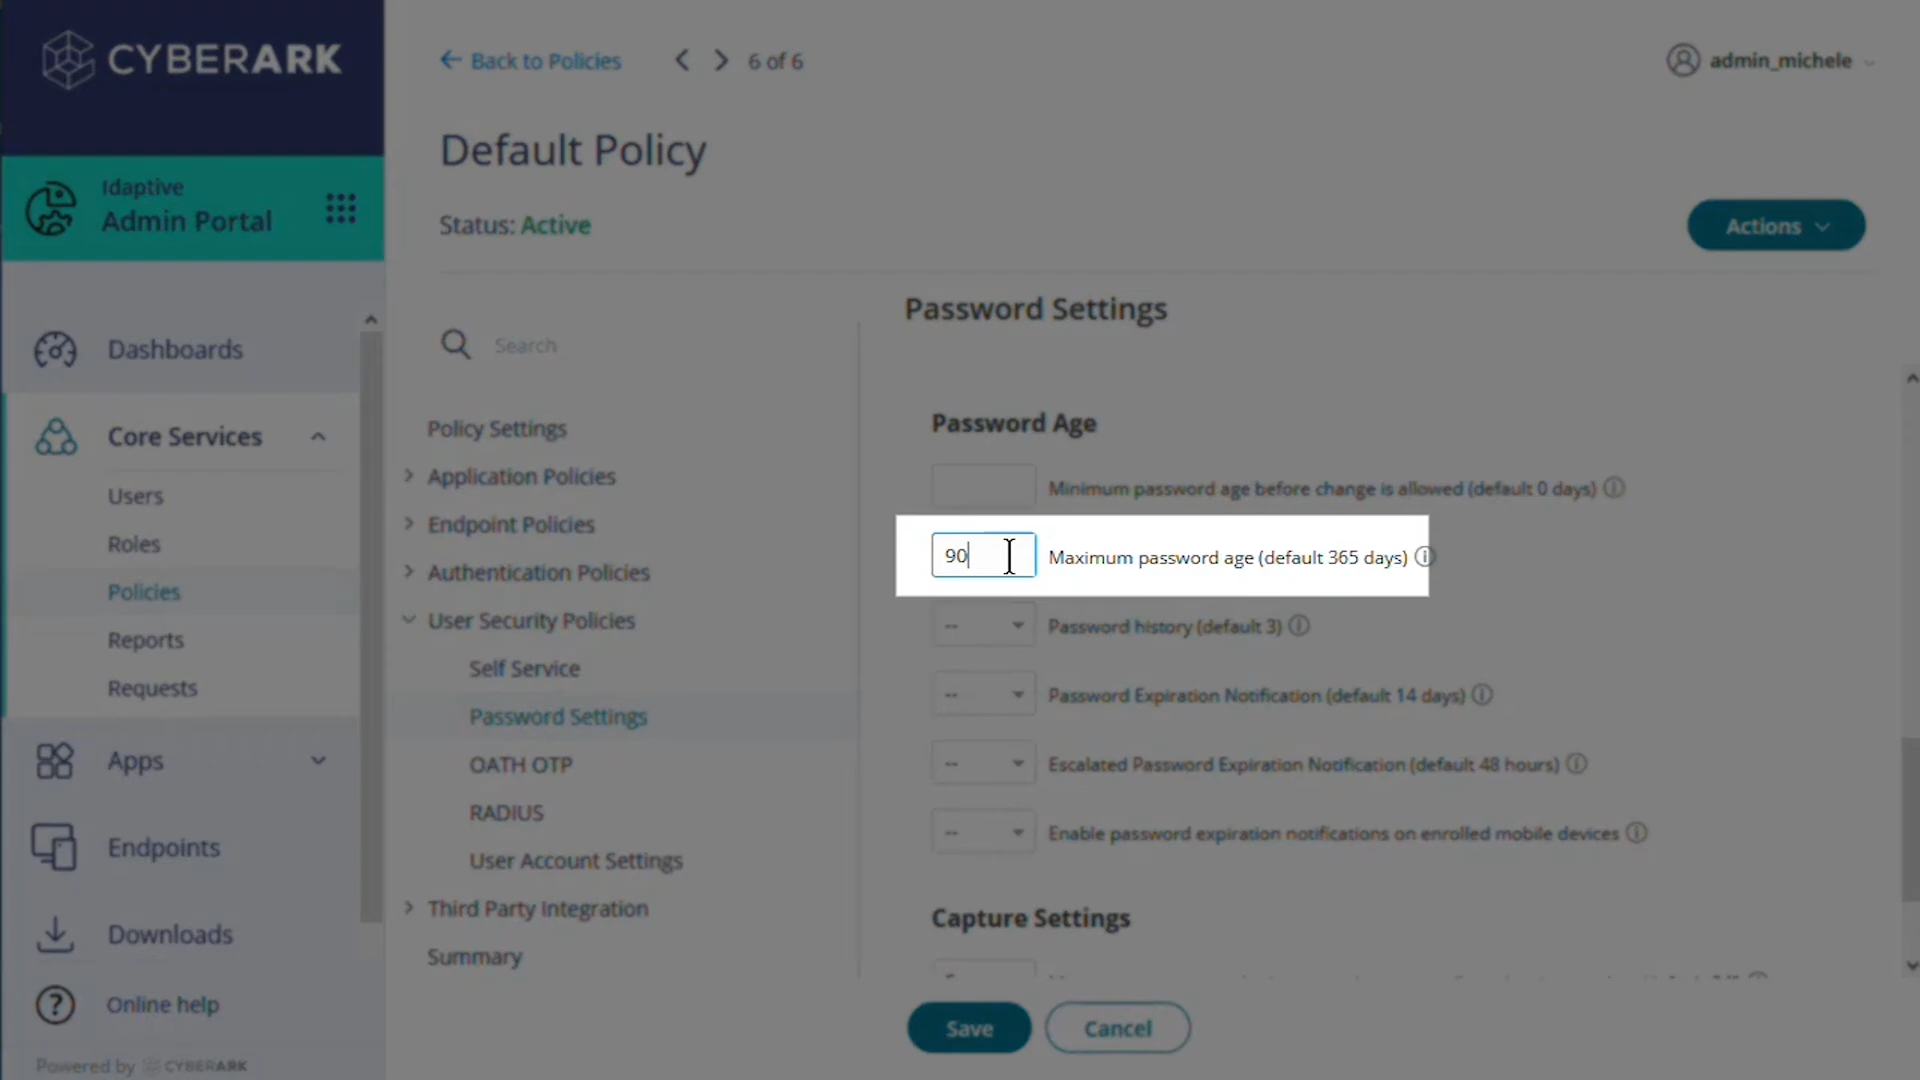 CYBERARK
Idaptive
Admin Portal
Dashboards
Core Services
Users
Roles
Policies
Reports
Requests
Apps
Endpoints
Downloads
Online help
Powered by CYBERARK
Back to Policies
6 of 6
admin_michele
Default Policy
Status: Active
Actions
Search
Policy Settings
Application Policies
Endpoint Policies
Authentication Policies
User Security Policies
Self Service
Password Settings
OATH OTP
RADIUS
User Account Settings
Third Party Integration
Summary
Password Settings
Password Age
Minimum password age before change is allowed (default 0 days)
90 Maximum password age (default 365 days)
-- Password history (default 3)
-- Password Expiration Notification (default 14 days)
-- Escalated Password Expiration Notification (default 48 hours)
-- Enable password expiration notifications on enrolled mobile devices
Capture Settings
Save
Cancel